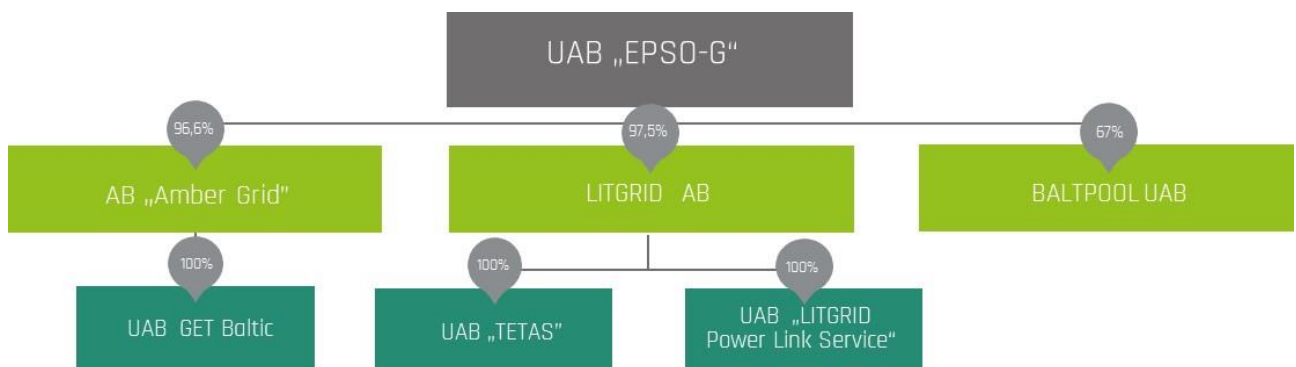 UAB „EPSO-G“
96,6%
97,5%
67%
AB „Amber Grid”
LITGRID AB
BALTPOOL UAB
100%
100%
100%
UAB GET Baltic
UAB „TETAS”
UAB „LITGRID
Power Link Service“